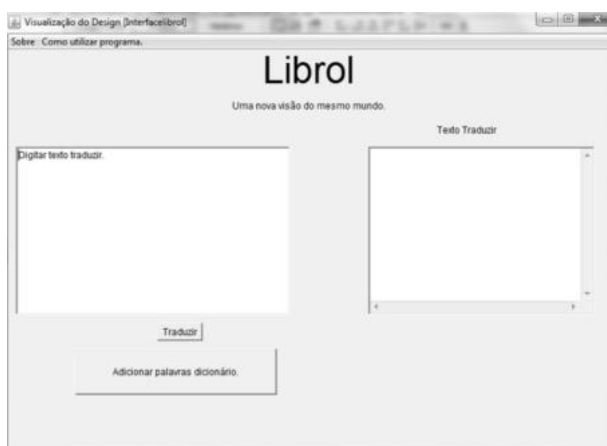 Visualização do Design [Interfacelibrol]
Sobre Como utilizar programa.
Librol
Uma nova visão do mesmo mundo.
Texto Traduzir
Digitar texto traduzir.
Traduzir
Adicionar palavras dicionário.